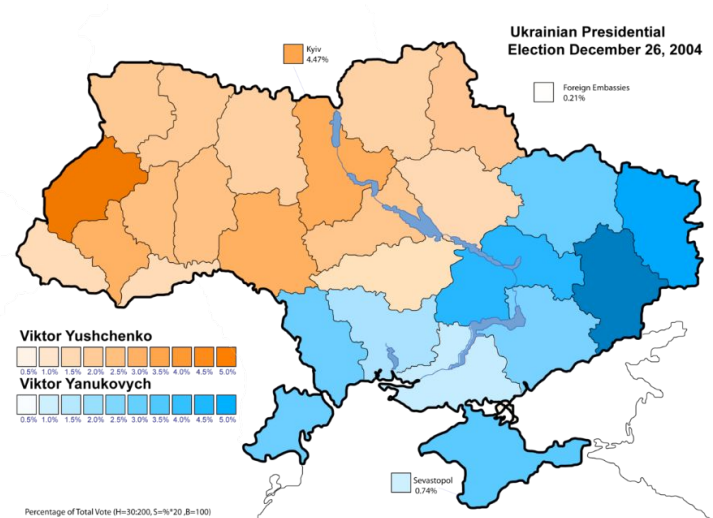 Ukrainian Presidential
Election December 26, 2004
Kyiv
4.47%
Foreign Embassies
0.21%
Viktor Yushchenko
0.5% 1.0% 1.5% 2.0% 2.5% 3.0% 3.5% 4.0% 4.5% 5.0%
Viktor Yanukovych
0.5% 1.0% 1.5% 2.0% 2.5% 3.0% 3.5% 4.0% 4.5% 5.0%
Sevastopol
0.74%
Percentage of Total Vote (H=30:200, S=%*20 ,B=100)